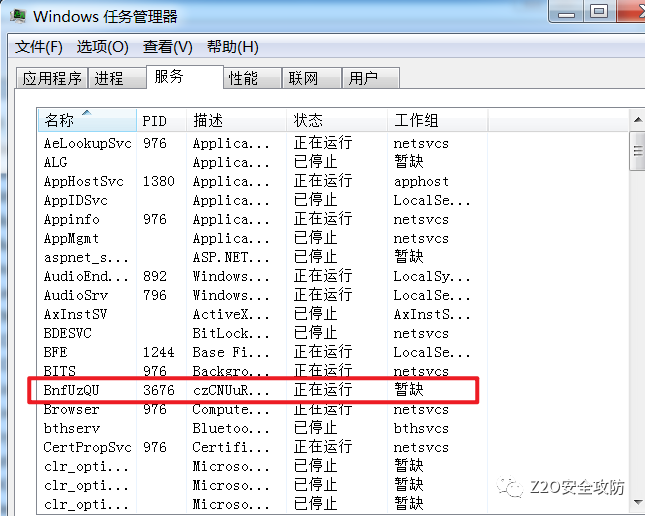 Windows 任务管理器
文件(F) 选项(O) 查看(V) 帮助(H)
应用程序 进程 服务 性能 联网 用户
名称 PID 描述 状态 工作组
AeLookupSvc 976 Applica... 正在运行 netsvcs
ALG Applica... 已停止 暂缺
AppHostSvc 1380 Applica... 正在运行 apphost
AppIDSvc Applica... 已停止 LocalSe...
Appinfo 976 Applica... 正在运行 netsvcs
AppMgmt Applica... 已停止 netsvcs
aspnet_s... ASP.NET... 已停止 暂缺
AudioEnd... 892 Windows... 正在运行 LocalSy...
AudioSrv 796 Windows... 正在运行 LocalSe...
AxInstSV ActiveX... 已停止 AxInstS...
BDESVC BitLock... 已停止 netsvcs
BFE 1244 Base Fi... 正在运行 LocalSe...
BITS 976 Backgro... 正在运行 netsvcs
BnfUzQU 3676 czCNUuR... 正在运行 暂缺
Browser 976 Compute... 正在运行 netsvcs
bthserv Bluetoo... 已停止 bthsvcs
CertPropSvc 976 Certifi... 正在运行 netsvcs
clr_opti... Microso... 已停止 暂缺
clr_opti... Microso... 已停止 暂缺
clr_opti... Microso... 已停止 暂缺
Z2O安全攻防